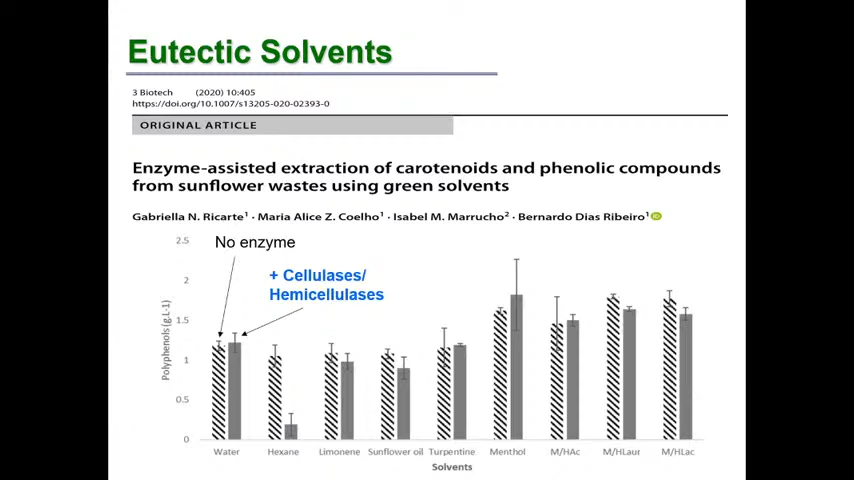 Eutectic Solvents
3 Biotech (2020) 10:405
https://doi.org/10.1007/s13205-020-02393-0
ORIGINAL ARTICLE
Enzyme-assisted extraction of carotenoids and phenolic compounds
from sunflower wastes using green solvents
Gabriella N. Ricarte¹ · Maria Alice Z. Coelho¹ · Isabel M. Marrucho² · Bernardo Dias Ribeiro¹
No enzyme
+ Cellulases/
Hemicellulases
Polyphenols (g.L-1)
2.5
2
1.5
1
0.5
0
Water Hexane Limonene Sunflower oil Turpentine Menthol M/HAc M/HLaur M/HLac
Solvents